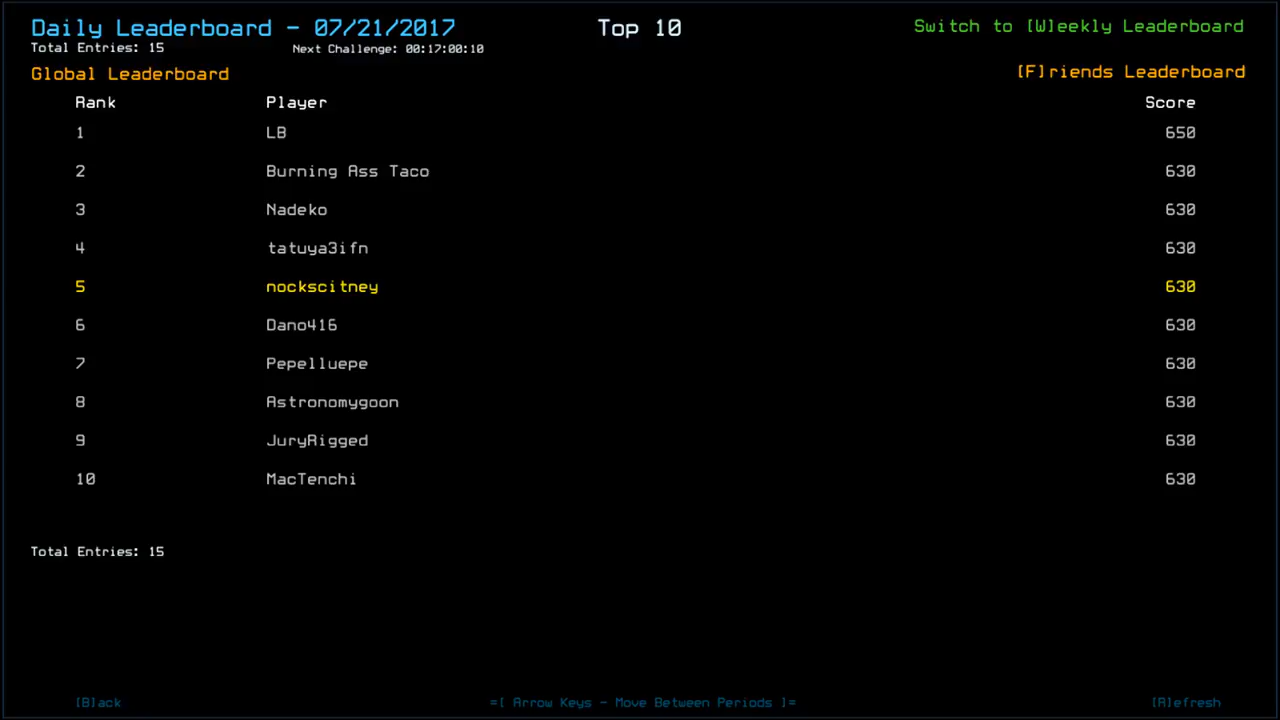 Daily Leaderboard - 07/21/2017 Top 10 Switch to [W]eekly Leaderboard
Total Entries: 15 Next Challenge: 00:17:00:10
Global Leaderboard [F]riends Leaderboard
Rank Player Score
1 LB 650
2 Burning Ass Taco 630
3 Nadeko 630
4 tatuya3ifn 630
5 nockscitney 630
6 Dano416 630
7 Pepelluepe 630
8 Astronomygoon 630
9 JuryRigged 630
10 MacTenchi 630
Total Entries: 15
[B]ack =[ Arrow Keys - Move Between Periods ]= [R]efresh